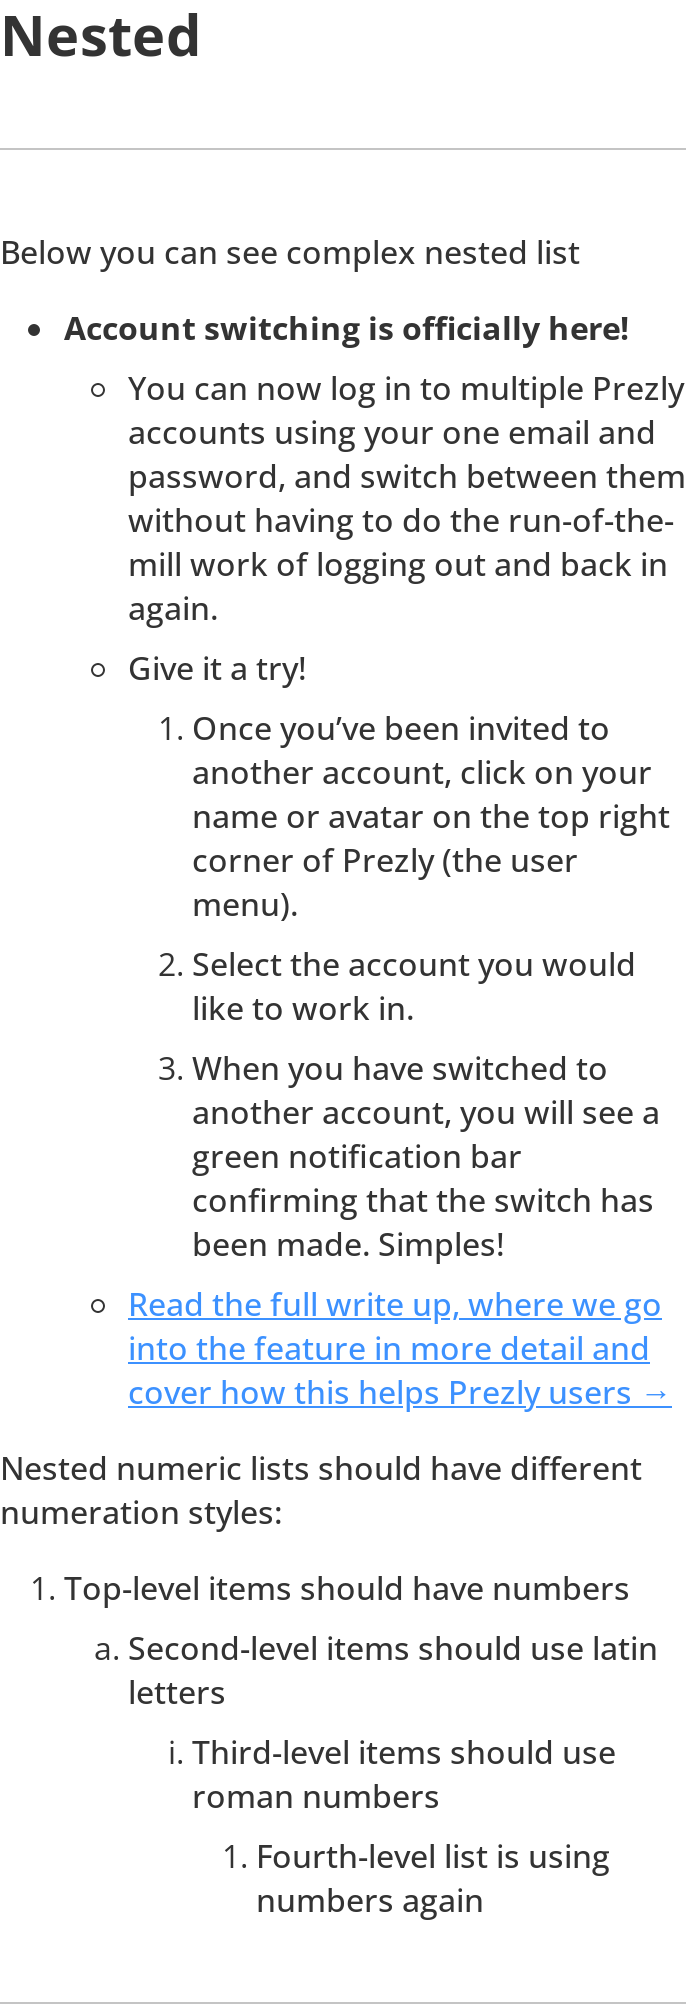 Nested
Below you can see complex nested list
• Account switching is officially here!
◦ You can now log in to multiple Prezly
accounts using your one email and
password, and switch between them
without having to do the run-of-the-
mill work of logging out and back in
again.
◦ Give it a try!
1. Once you’ve been invited to
another account, click on your
name or avatar on the top right
corner of Prezly (the user
menu).
2. Select the account you would
like to work in.
3. When you have switched to
another account, you will see a
green notification bar
confirming that the switch has
been made. Simples!
◦ Read the full write up, where we go
into the feature in more detail and
cover how this helps Prezly users →
Nested numeric lists should have different
numeration styles:
1. Top-level items should have numbers
a. Second-level items should use latin
letters
i. Third-level items should use
roman numbers
1. Fourth-level list is using
numbers again